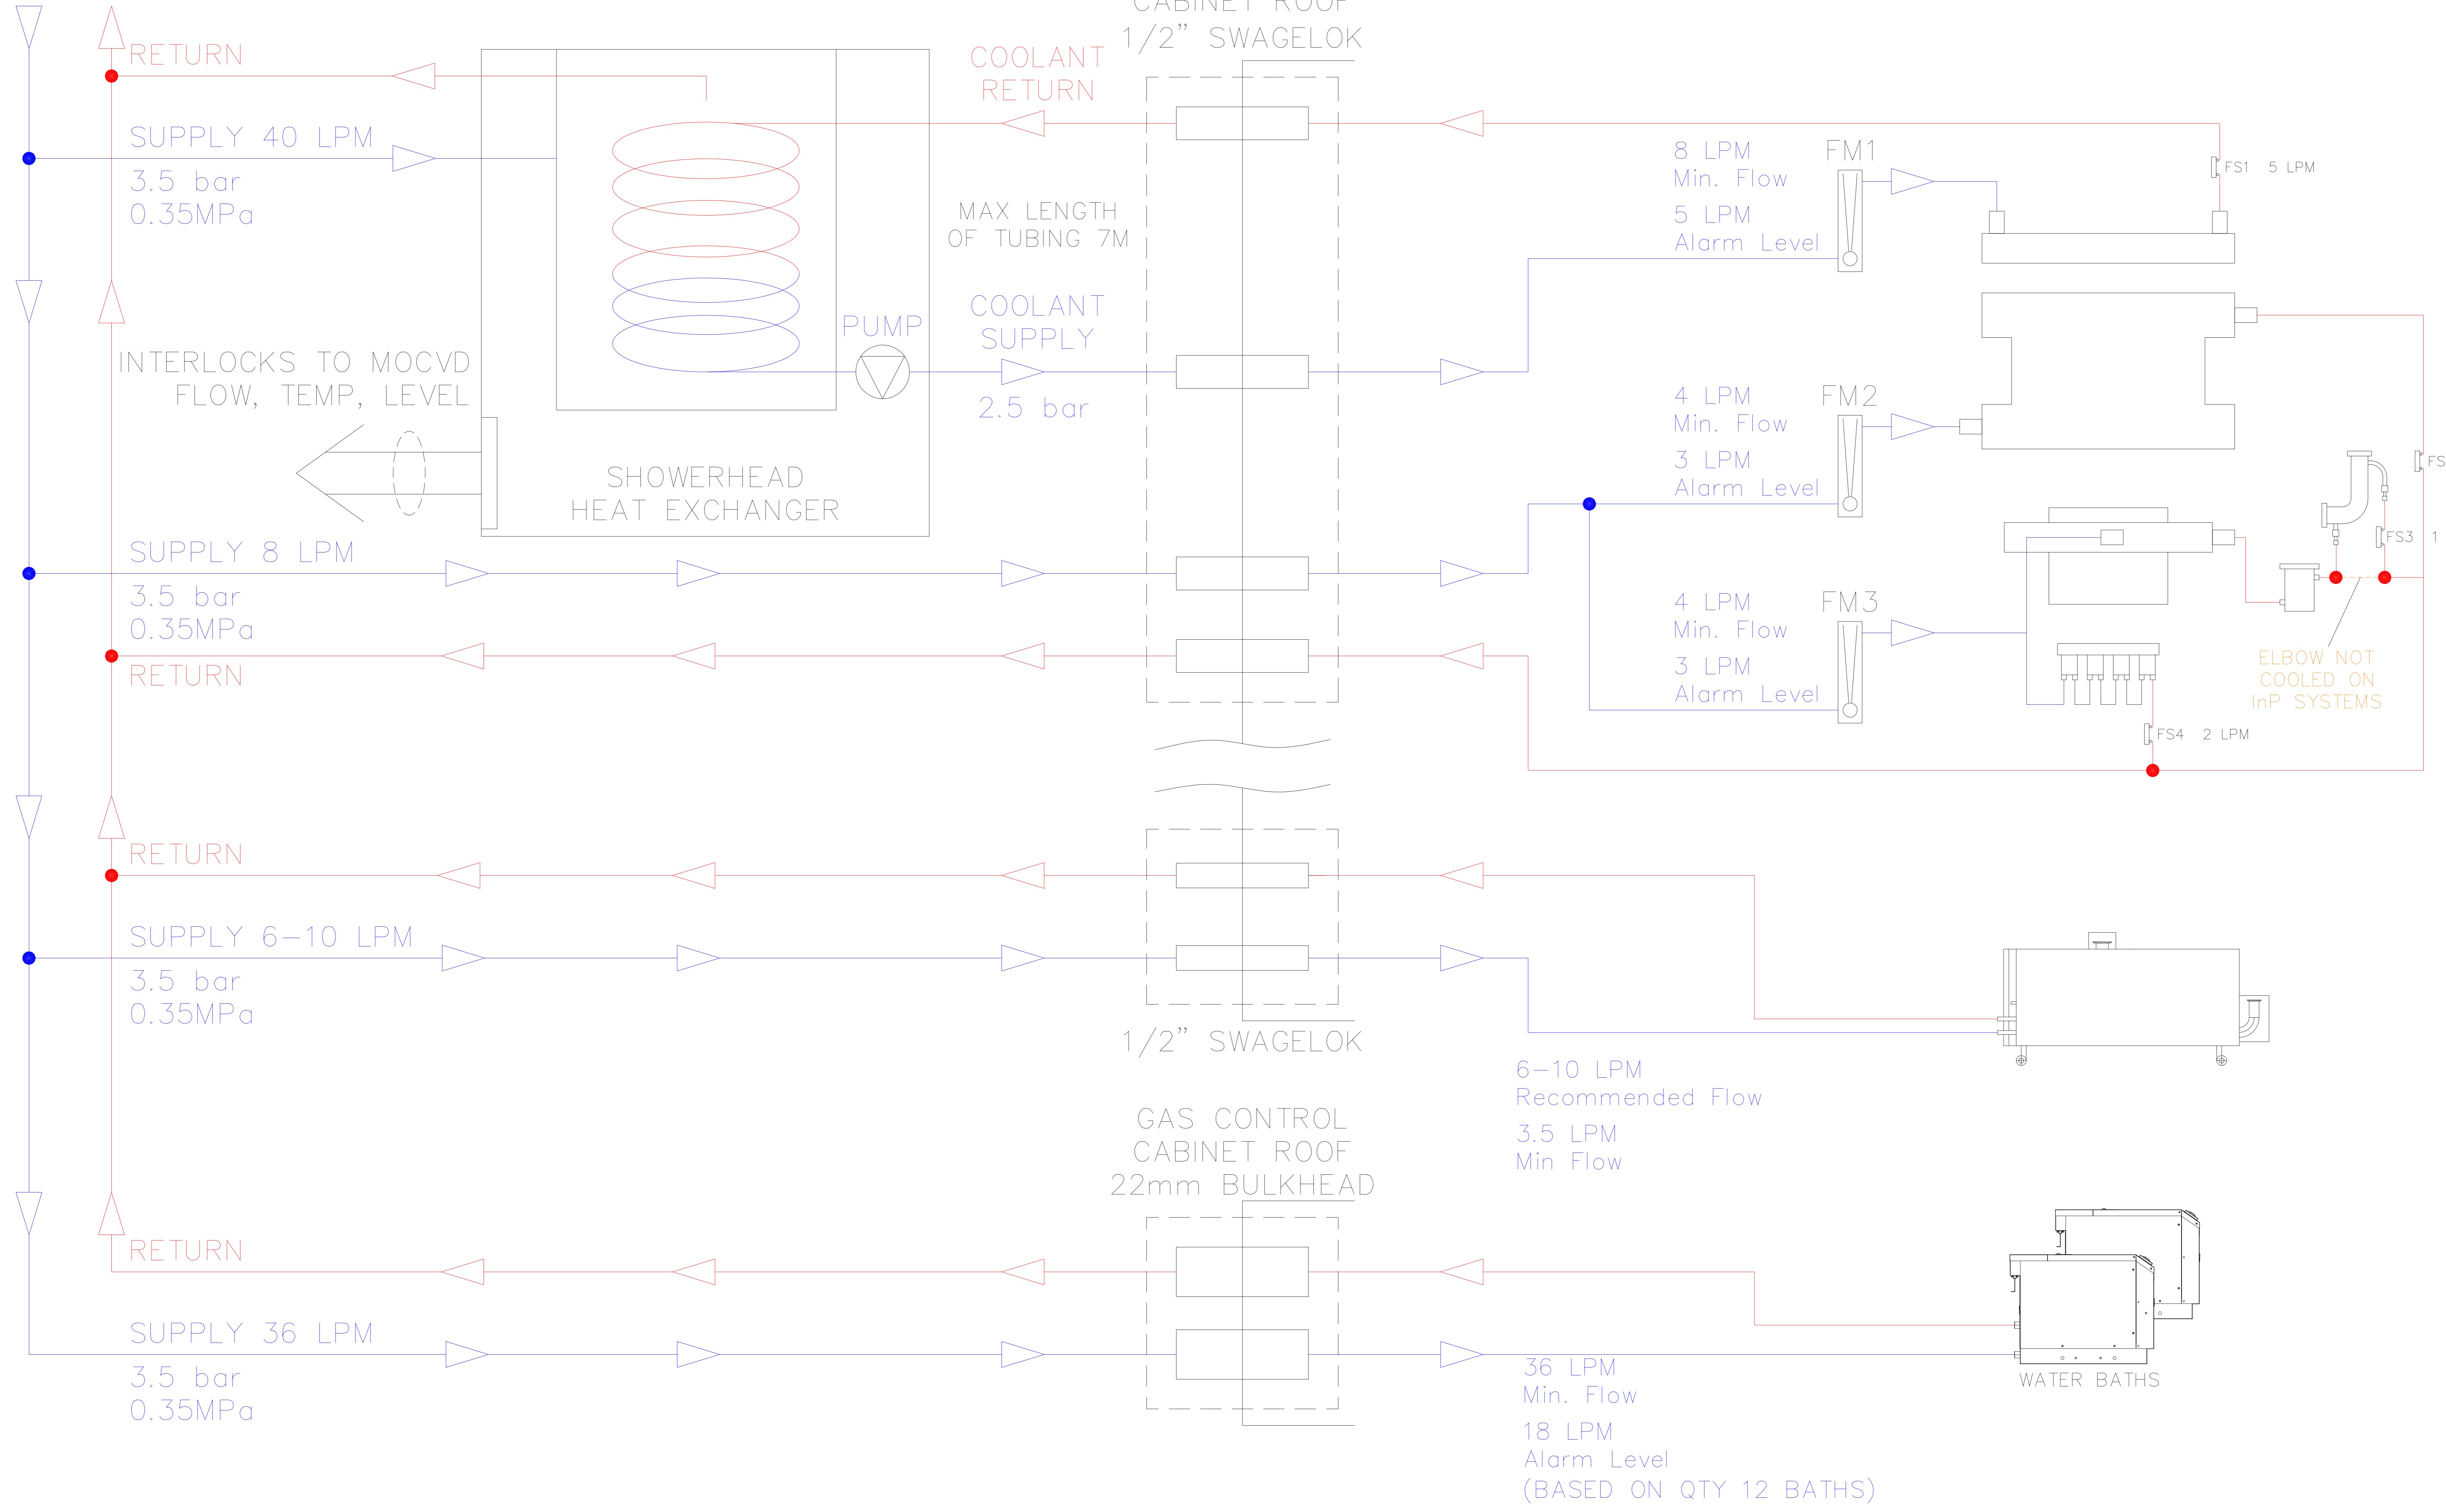 CABINET ROOF
1/2" SWAGELOK
RETURN
COOLANT
RETURN
SUPPLY 40 LPM
3.5 bar
0.35MPa
MAX LENGTH
OF TUBING 7M
8 LPM
Min. Flow
5 LPM
Alarm Level
FM1
FS1 5 LPM
COOLANT
SUPPLY
2.5 bar
PUMP
INTERLOCKS TO MOCVD
FLOW, TEMP, LEVEL
SHOWERHEAD
HEAT EXCHANGER
4 LPM
Min. Flow
3 LPM
Alarm Level
FM2
FS
FS3 1
SUPPLY 8 LPM
3.5 bar
0.35MPa
RETURN
4 LPM
Min. Flow
3 LPM
Alarm Level
FM3
ELBOW NOT
COOLED ON
InP SYSTEMS
FS4 2 LPM
RETURN
SUPPLY 6-10 LPM
3.5 bar
0.35MPa
1/2" SWAGELOK
6-10 LPM
Recommended Flow
3.5 LPM
Min Flow
GAS CONTROL
CABINET ROOF
22mm BULKHEAD
RETURN
SUPPLY 36 LPM
3.5 bar
0.35MPa
36 LPM
Min. Flow
18 LPM
Alarm Level
(BASED ON QTY 12 BATHS)
WATER BATHS